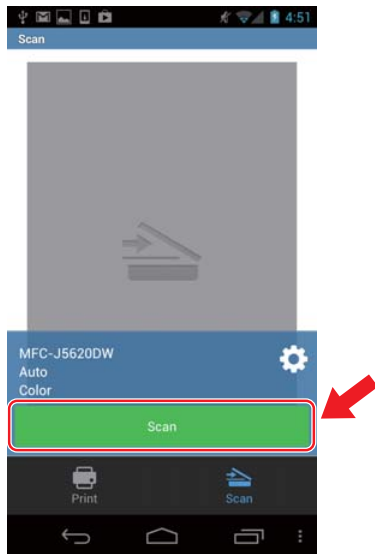 4:51
Scan
MFC-J5620DW
Auto
Color
Scan
Print Scan